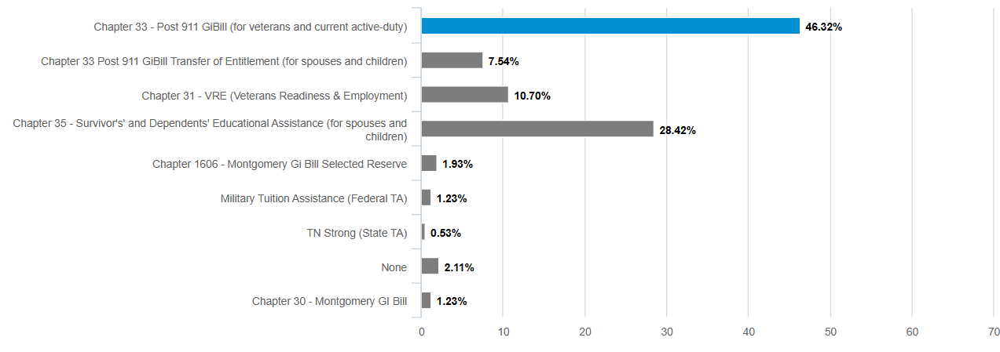 Chapter 33 - Post 911 GiBill (for veterans and current active-duty)
46.32%
Chapter 33 Post 911 GiBill Transfer of Entitlement (for spouses and children)
7.54%
Chapter 31 - VRE (Veterans Readiness & Employment)
10.70%
Chapter 35 - Survivor's' and Dependents' Educational Assistance (for spouses and
children)
28.42%
Chapter 1606 - Montgomery Gi Bill Selected Reserve
1.93%
Military Tuition Assistance (Federal TA)
1.23%
TN Strong (State TA)
0.53%
None
2.11%
Chapter 30 - Montgomery GI Bill
1.23%
0 10 20 30 40 50 60 70